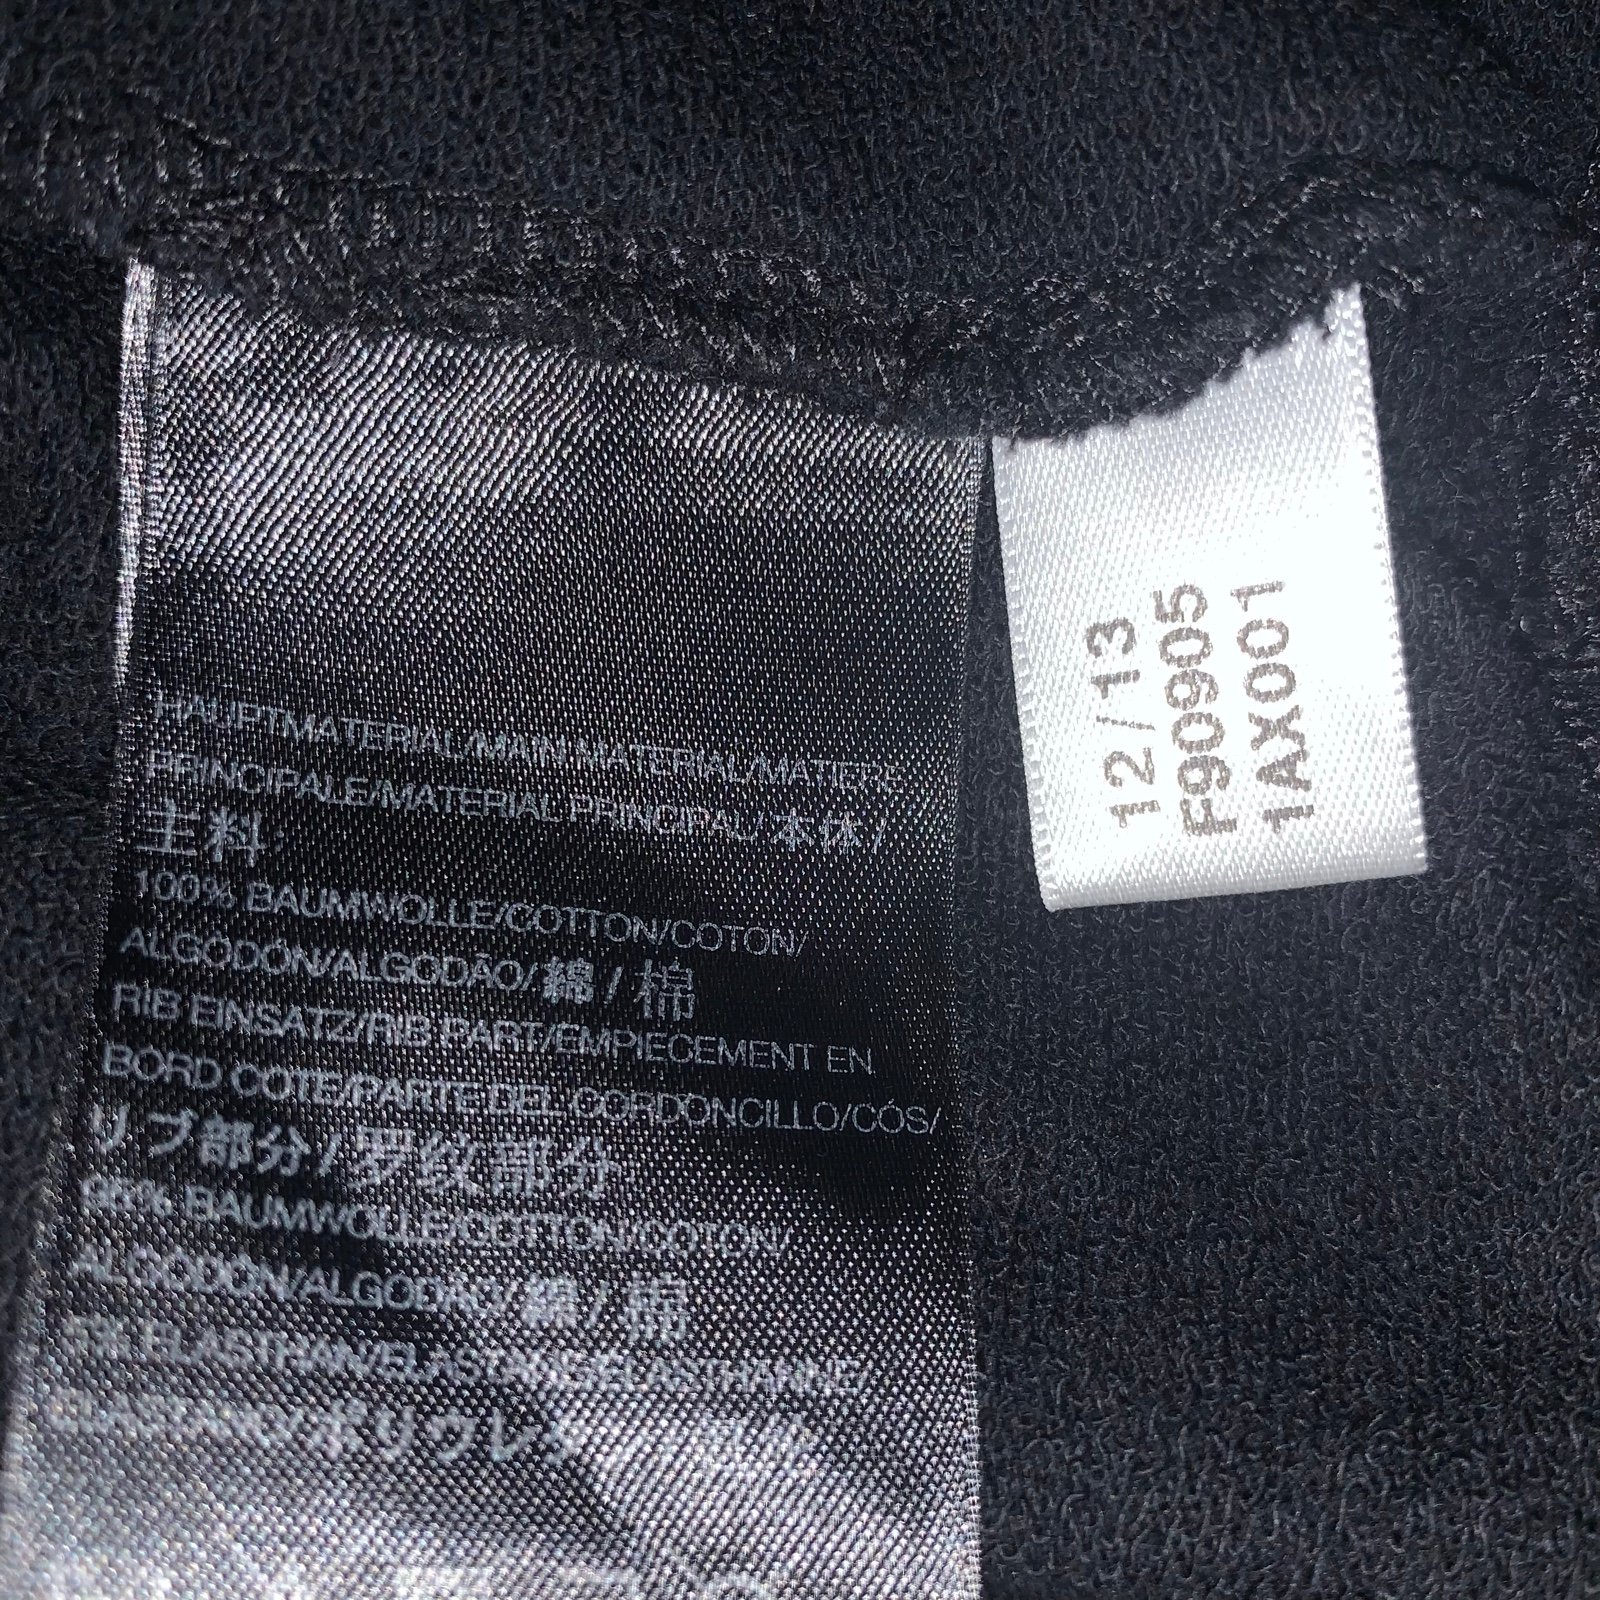 HAUPTMATERIAL/MAIN MATERIAL/MATIERE
PRINCIPALE/MATERIAL PRINCIPAL/本体/
主料:
100% BAUMWOLLE/COTTON/COTON/
ALGODÓN/ALGODÃO/綿/棉
RIB EINSATZ/RIB PART/EMPIECEMENT EN
BORD COTE/PARTE DEL CORDONCILLO/CÓS/
リブ部分/罗纹部分
BAUMWOLLE/COTTON/COTON/
ALGODÓN/ALGODÃO/綿/棉
12/13
F90905
1AX001